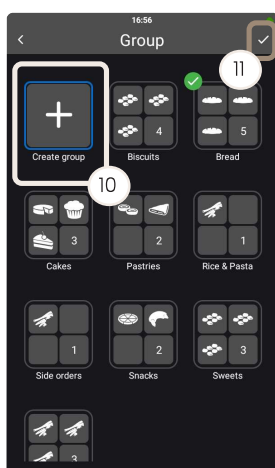 16:56
Group
11
Create group
4
Biscuits
5
Bread
10
3
Cakes
2
Pastries
1
Rice & Pasta
1
Side orders
2
Snacks
3
Sweets
3